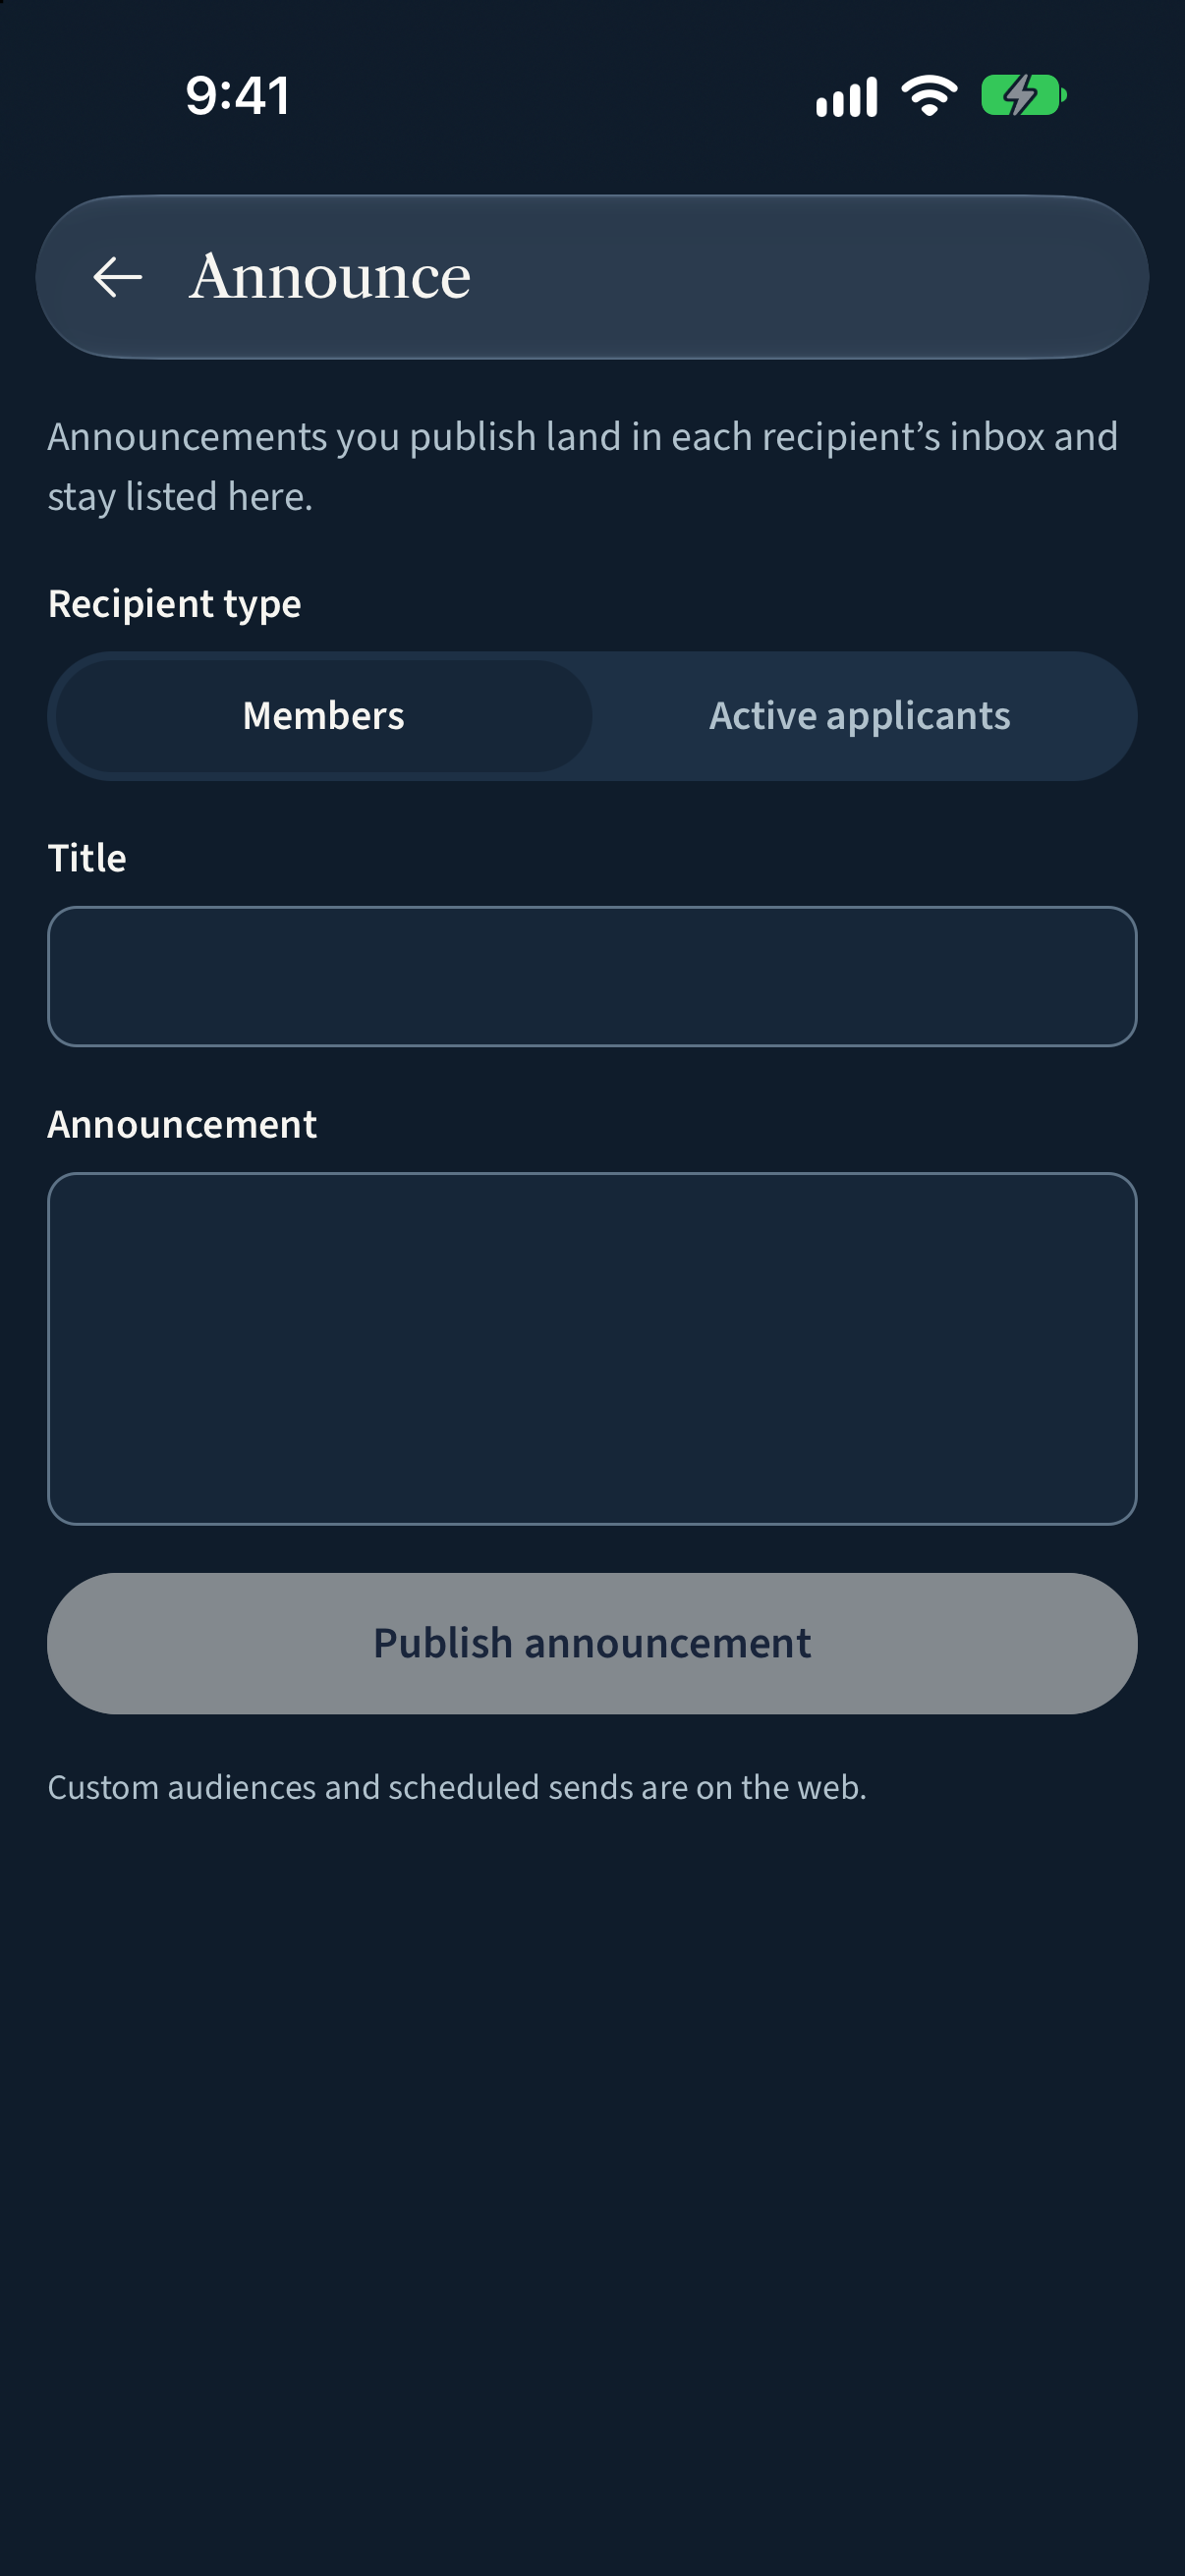 9:41
Announce
Announcements you publish land in each recipient’s inbox and
stay listed here.
Recipient type
Members
Active applicants
Title
Announcement
Publish announcement
Custom audiences and scheduled sends are on the web.